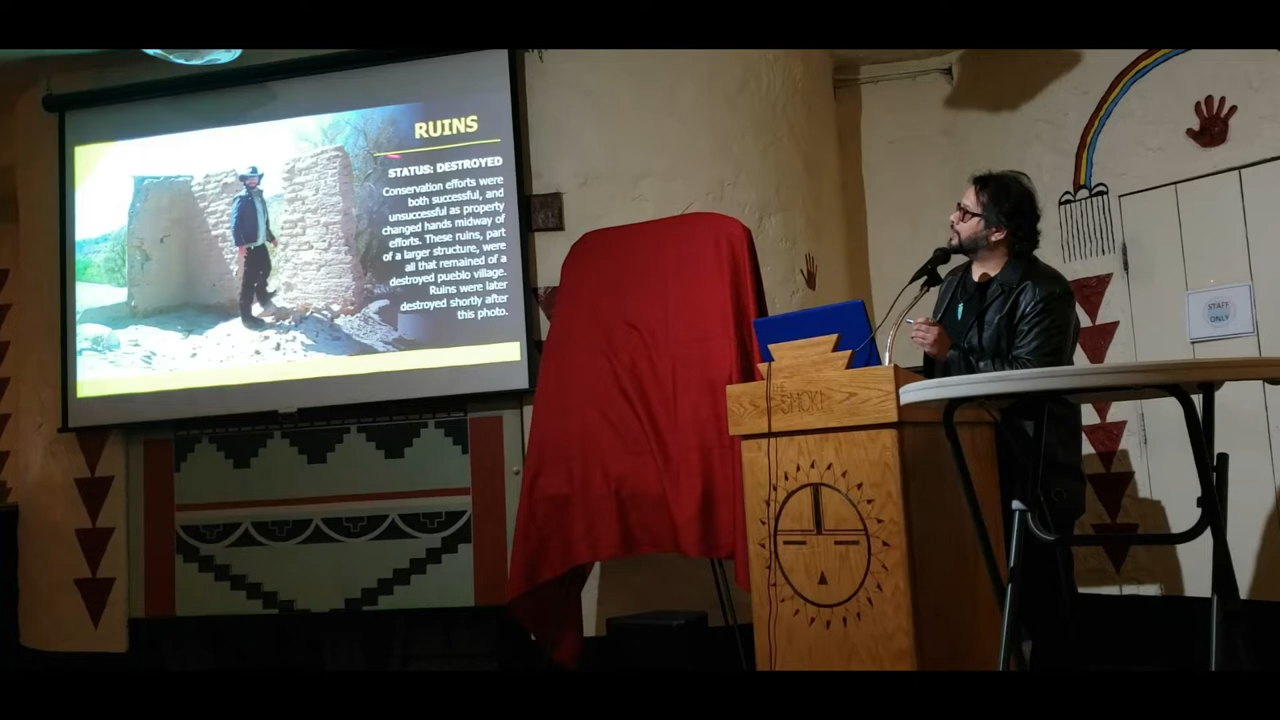 RUINS
STATUS: DESTROYED
Conservation efforts were
both successful, and
unsuccessful as property
changed hands midway of
efforts. These ruins, part
of a larger structure, were
all that remained of a
destroyed pueblo village.
Ruins were later
destroyed shortly after
this photo.
THE
SMOKI
STAFF
ONLY